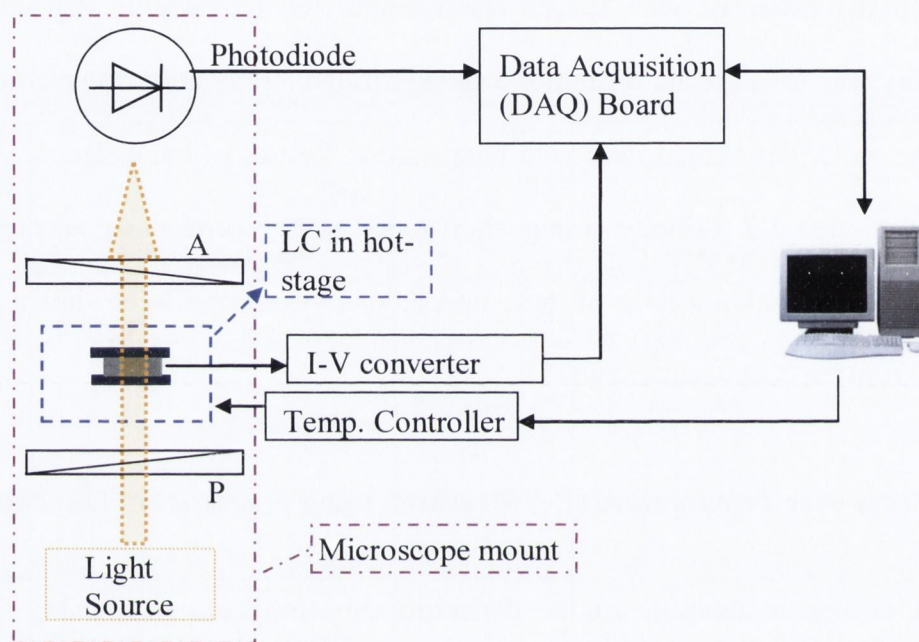 Photodiode
Data Acquisition
(DAQ) Board
A
LC in hot-
stage
I-V converter
Temp. Controller
P
Microscope mount
Light
Source